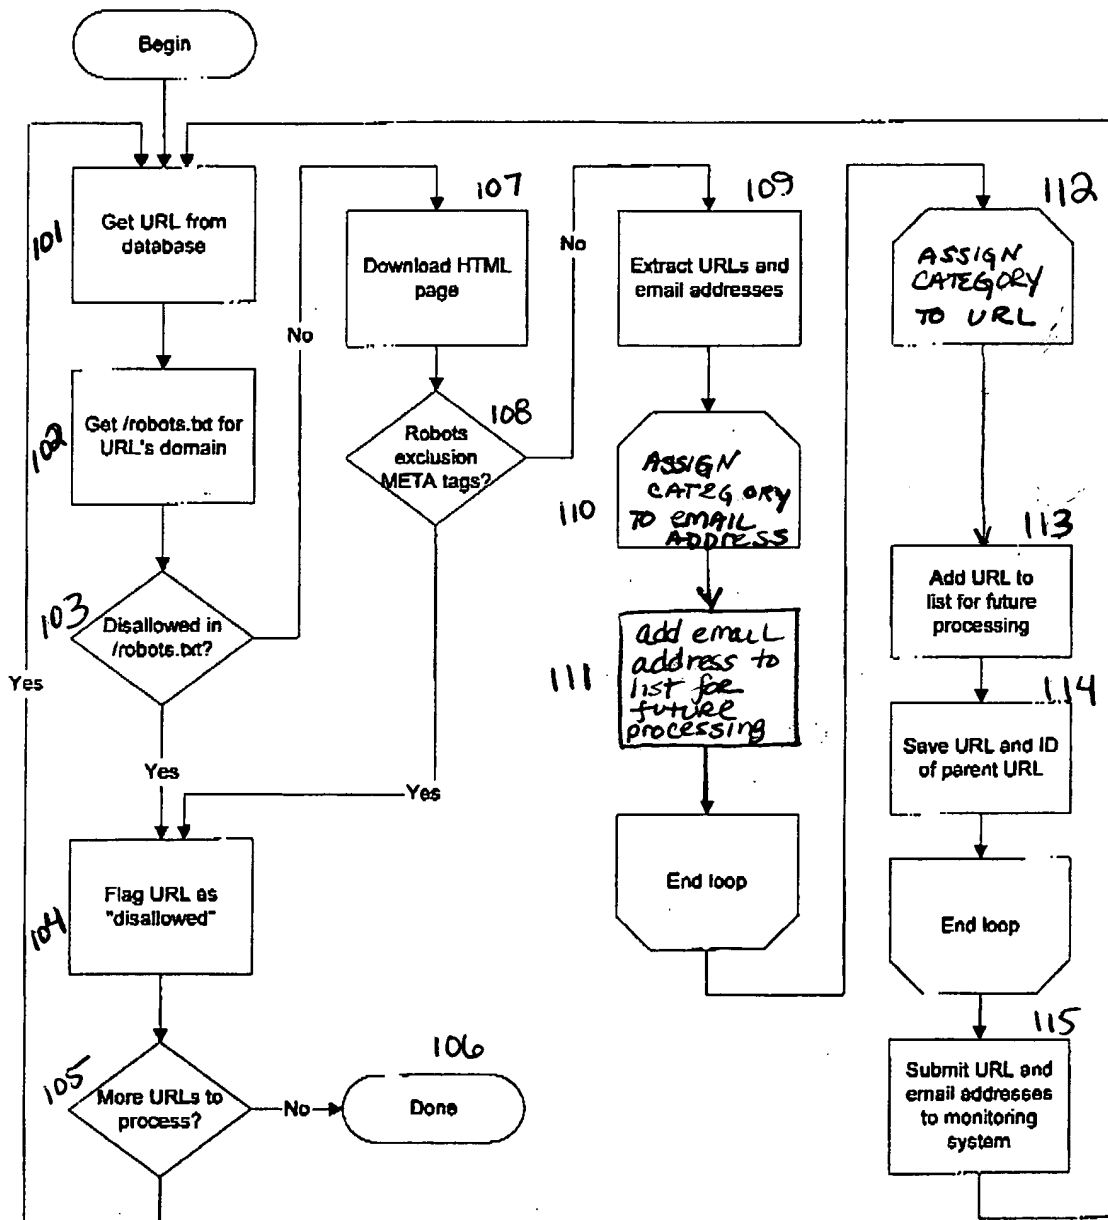 Begin
101
Get URL from
database
102
Get /robots.txt for
URL's domain
103
Disallowed in
/robots.txt?
No
Yes
Yes
104
Flag URL as
"disallowed"
105
More URLs to
process?
No
106
Done
107
Download HTML
page
108
Robots
exclusion
META tags?
No
Yes
109
Extract URLs and
email addresses
110
ASSIGN
CATEGORY
TO EMAIL
ADDRESS
111
add email
address to
list for
future
processing
End loop
112
ASSIGN
CATEGORY
TO URL
113
Add URL to
list for future
processing
114
Save URL and ID
of parent URL
End loop
115
Submit URL and
email addresses
to monitoring
system